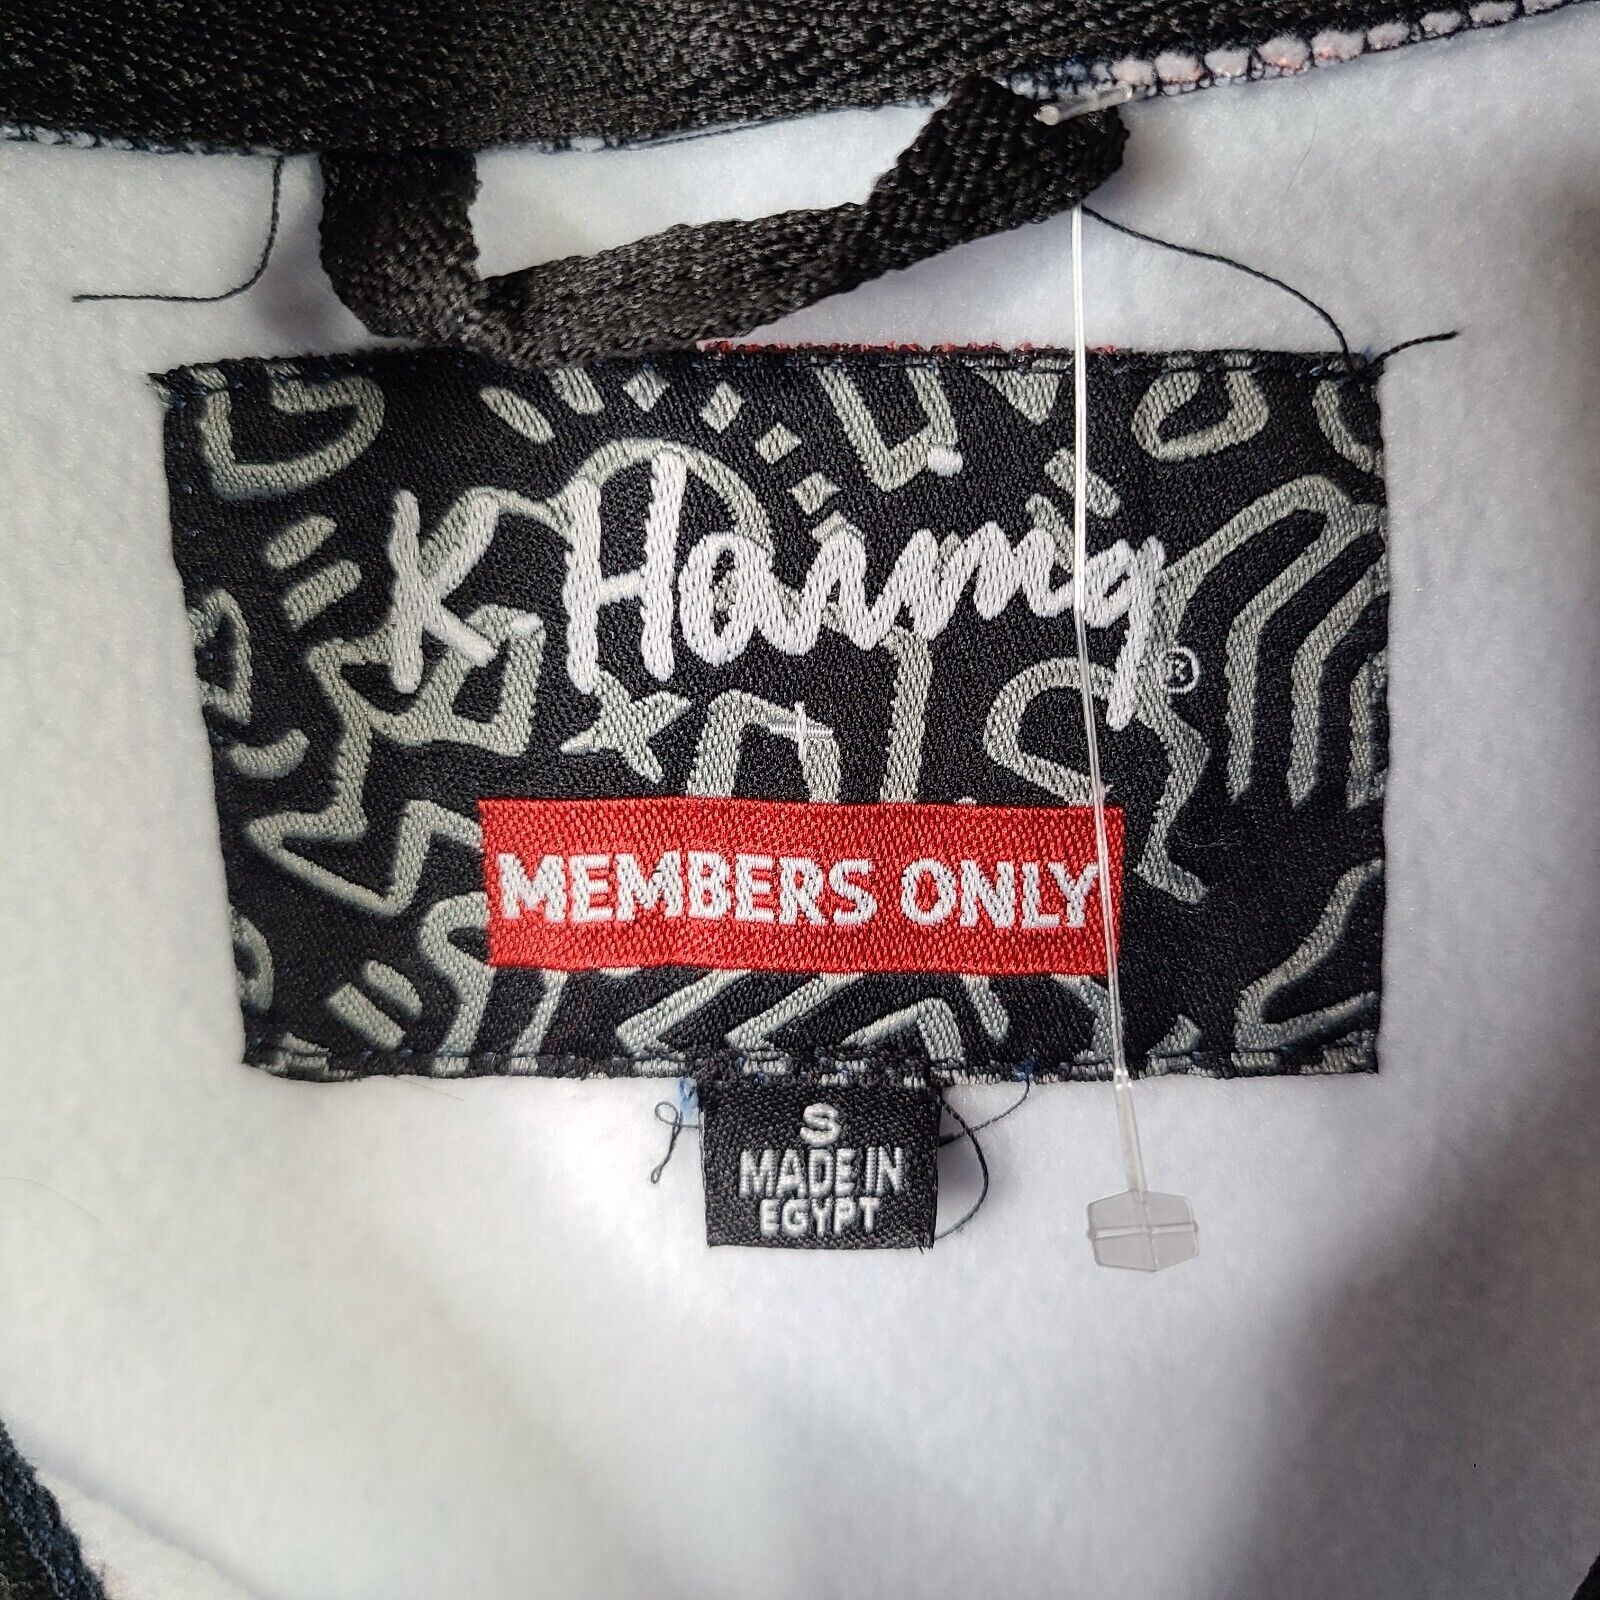 K. Haring
®
MEMBERS ONLY
S
MADE IN
EGYPT